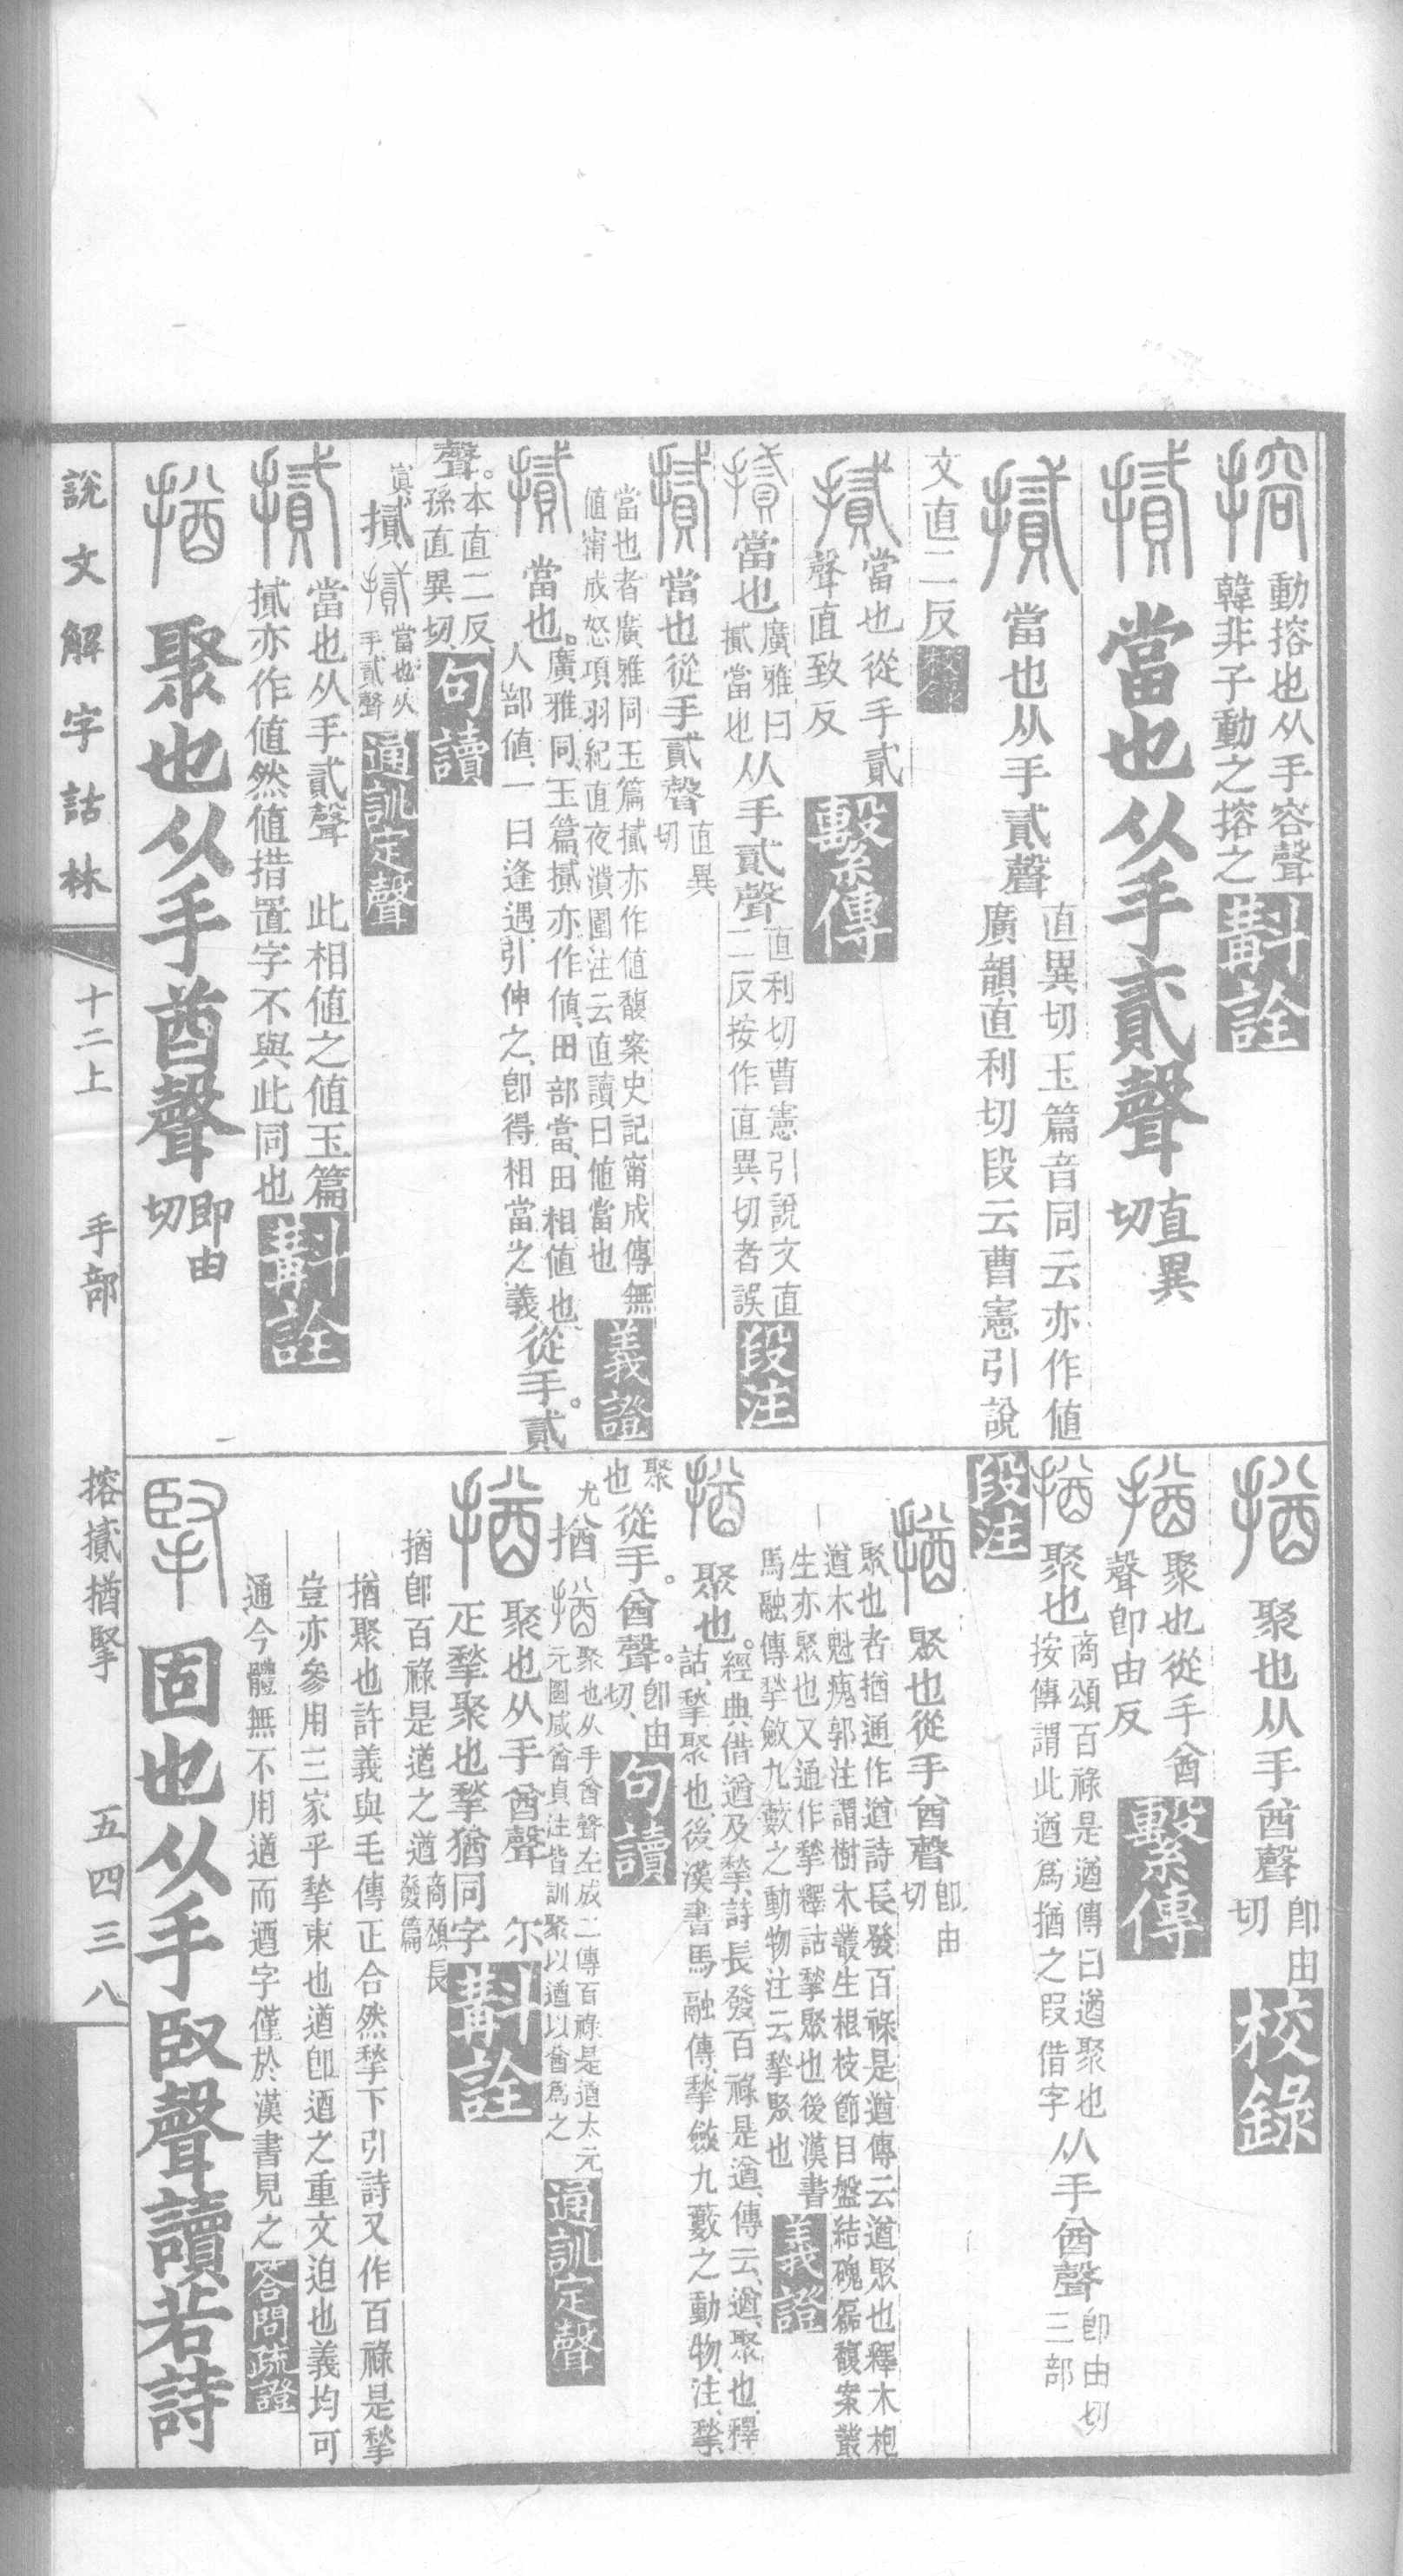 搈
動搈也从手容聲
韓非子動之搈之
斠詮
㨖
當也从手貳聲
直異
切
㨖
當也从手貳聲
直異切玉篇音同云亦作值
廣韻直利切段云曹憲引說
文直二反
校錄
㨖
當也從手貳
聲直致反
繫傳
㨖
當也
廣雅曰
㨖當也
从手貳聲
直利切曹憲引說文直
二反按作直異切者誤
段注
㨖
當也從手貳聲
直異
切
當也者廣雅同玉篇㨖亦作值馥案史記甯成傳無
值甯成怒項羽紀直夜潰圍注云直讀曰值當也
義證
㨖
當也。
廣雅同、玉篇、㨖亦作值、田部當、田相值也、
人部值、一曰逢遇、引伸之、卽得相當之義、
從手。貳
聲。
本直二反、
孫直異切、
句讀
㨖
㨖
當也从
手貳聲
通訓定聲
㨖
當也从手貳聲　此相值之值玉篇
㨖亦作值然值措置字不與此同也
斠詮
揂
聚也从手酋聲
卽由
切
說文解字詁林
十二上
手部
搈㨖揂掔
五四三八
揂
聚也从手酋聲
卽由
切
校錄
揂
聚也從手酋
聲卽由反
繫傳
揂
聚也
商頌百祿是遒傳曰遒聚也
按傳謂此遒爲揂之叚借字
从手酋聲
卽由切
三部
段注
揂
聚也從手酋聲
卽由
切
聚也者揂通作遒詩長發百祿是遒傳云遒聚也釋木枹
遒木魁瘣郭注謂樹木叢生根枝節目盤結磈磊馥案叢
生亦聚也又通作揫釋詁揫聚也後漢書
馬融傳揫斂九藪之動物注云揫聚也
義證
揂
聚也。
經典借遒及揫、詩長發、百祿是遒、傳云、遒、聚也、釋
詁、揫、聚也、後漢書馬融傳、揫斂九藪之動物、注、揫、
聚
也
從手。酋聲。
卽由
切、
句讀
揂
揂
聚也从手酋聲左成二傳百祿是遒太元
元圖咸酋貞注皆訓聚以遒以酋爲之
通訓定聲
揂
聚也从手酋聲　尔
疋揫聚也揫猶同字
斠詮
揂卽百祿是遒之遒
商頌長
發篇
揂聚也許義與毛傳正合然揫下引詩又作百祿是揫
豈亦參用三家乎揫束也遒卽逎之重文迫也義均可
通今體無不用遒而逎字僅於漢書見之
答問疏證
掔
固也从手臤聲讀若詩